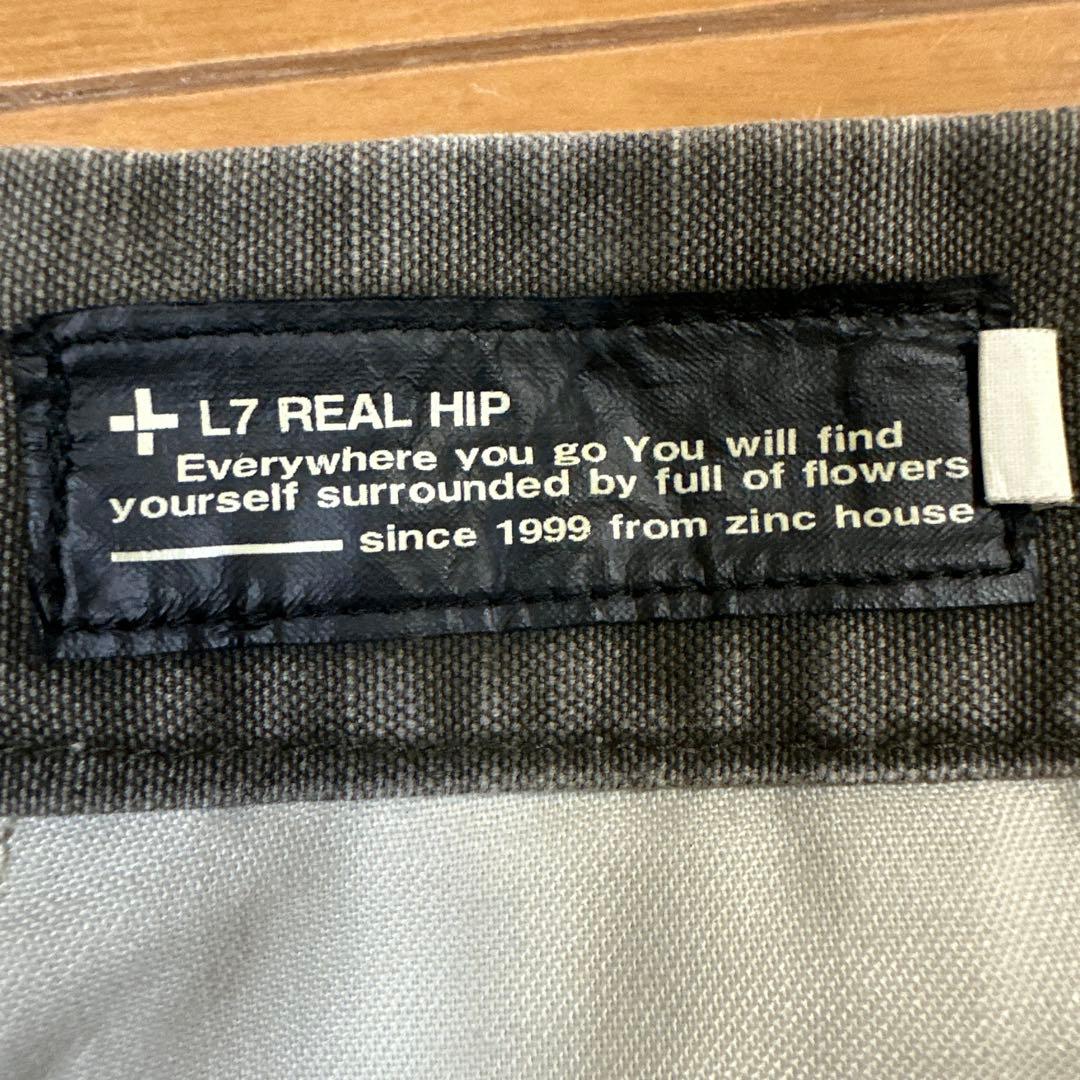 L7 REAL HIP
Everywhere you go You will find
yourself surrounded by full of flowers
since 1999 from zinc house